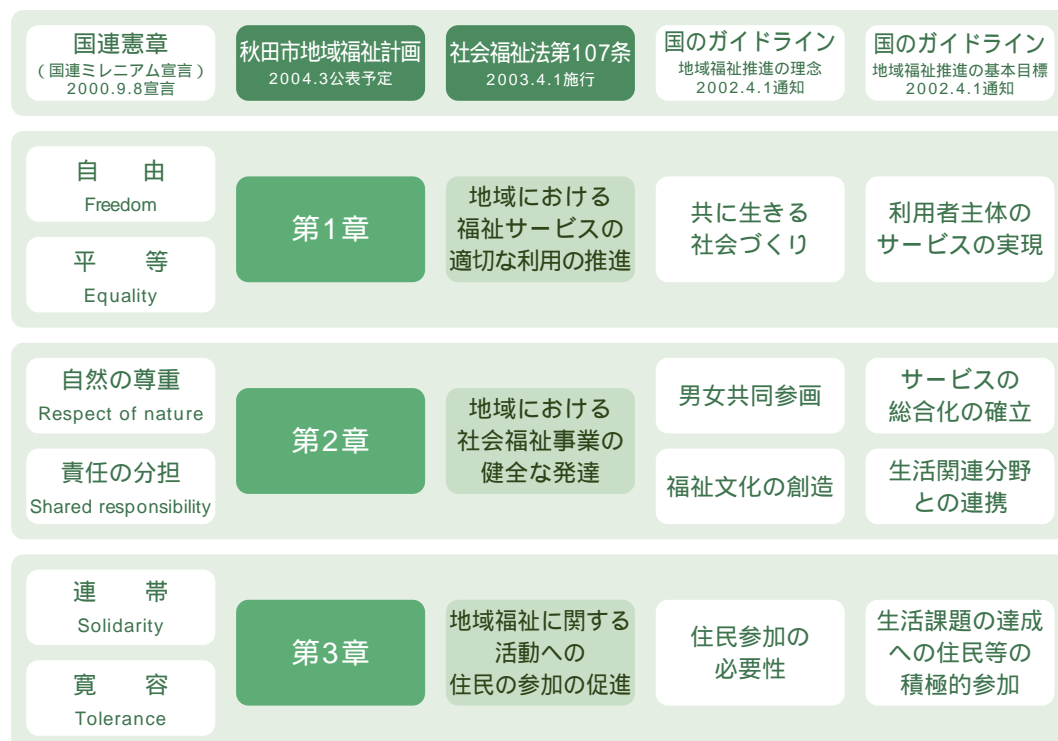 国連憲章
(国連ミレニアム宣言)
2000.9.8宣言
秋田市地域福祉計画
2004.3公表予定
社会福祉法第107条
2003.4.1施行
国のガイドライン
地域福祉推進の理念
2002.4.1通知
国のガイドライン
地域福祉推進の基本目標
2002.4.1通知
自 由
Freedom
平 等
Equality
第1章
地域における
福祉サービスの
適切な利用の推進
共に生きる
社会づくり
利用者主体の
サービスの実現
自然の尊重
Respect of nature
責任の分担
Shared responsibility
第2章
地域における
社会福祉事業の
健全な発達
男女共同参画
福祉文化の創造
サービスの
総合化の確立
生活関連分野
との連携
連 帯
Solidarity
寛 容
Tolerance
第3章
地域福祉に関する
活動への
住民の参加の促進
住民参加の
必要性
生活課題の達成
への住民等の
積極的参加